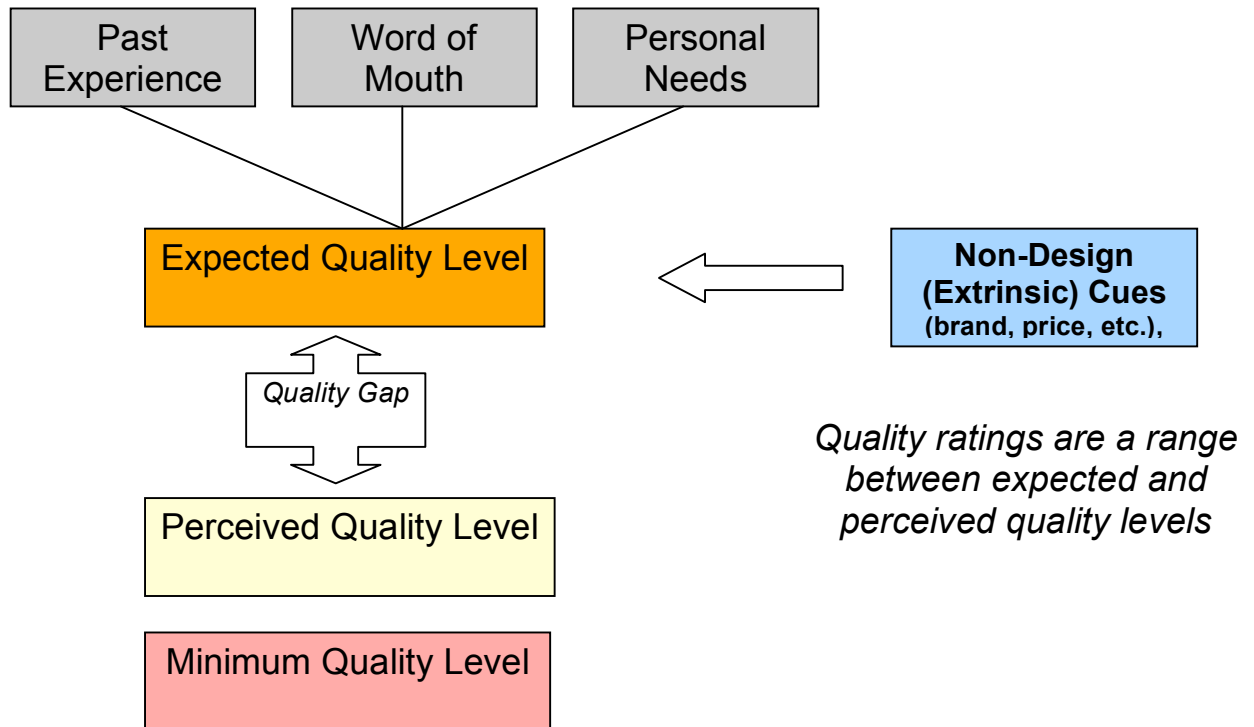 Past
Experience
Word of
Mouth
Personal
Needs
Expected Quality Level
Non-Design
(Extrinsic) Cues
(brand, price, etc.),
Quality Gap
Quality ratings are a range
between expected and
perceived quality levels
Perceived Quality Level
Minimum Quality Level